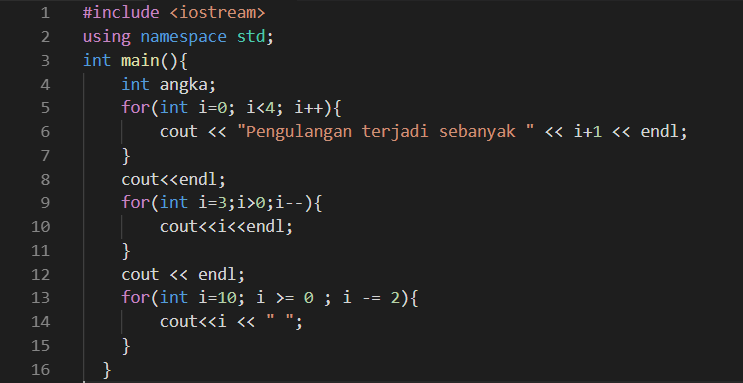 1 #include <iostream>
2 using namespace std;
3 int main(){
4     int angka;
5     for(int i=0; i<4; i++){
6         cout << "Pengulangan terjadi sebanyak " << i+1 << endl;
7     }
8     cout<<endl;
9     for(int i=3;i>0;i--){
10         cout<<i<<endl;
11     }
12     cout << endl;
13     for(int i=10; i >= 0 ; i -= 2){
14         cout<<i << " ";
15     }
16   }